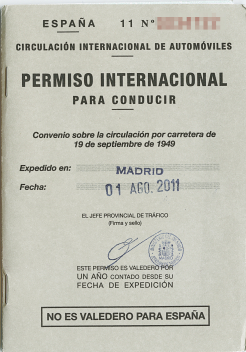 ESPAÑA 11 Nº
CIRCULACIÓN INTERNACIONAL DE AUTOMÓVILES
PERMISO INTERNACIONAL
PARA CONDUCIR
Convenio sobre la circulación por carretera de
19 de septiembre de 1949
Expedido en: MADRID
Fecha: 01 AGO. 2011
EL JEFE PROVINCIAL DE TRÁFICO
(Firma y sello)
ESTE PERMISO ES VALEDERO POR
UN AÑO CONTADO DESDE SU
FECHA DE EXPEDICIÓN
NO ES VALEDERO PARA ESPAÑA